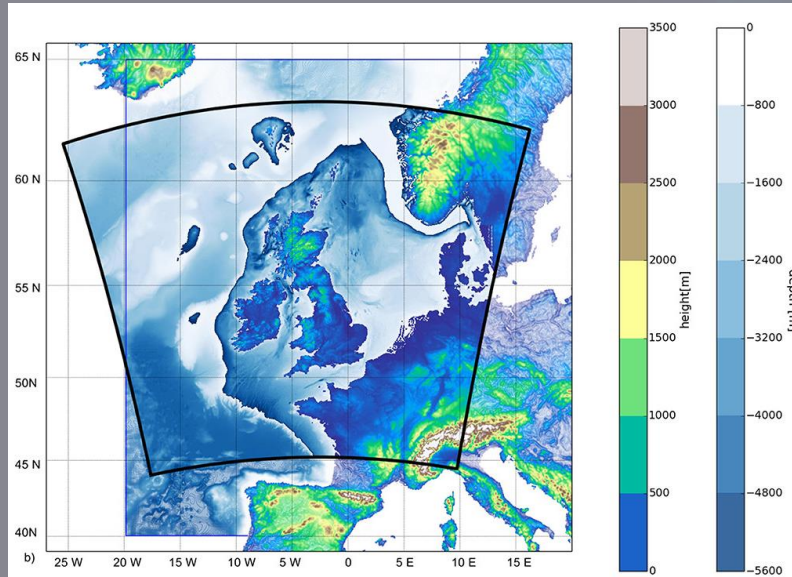 65 N
60 N
55 N
50N
45 N
40N
b)
25 W
20 W
15 W
10 W
5 W
0
5 E
10 E
15 E
3500
3000
2500
2000
1500
1000
500
0
height[m]
0
−800
−1600
−2400
−3200
−4000
−4800
−5600
depth [m]